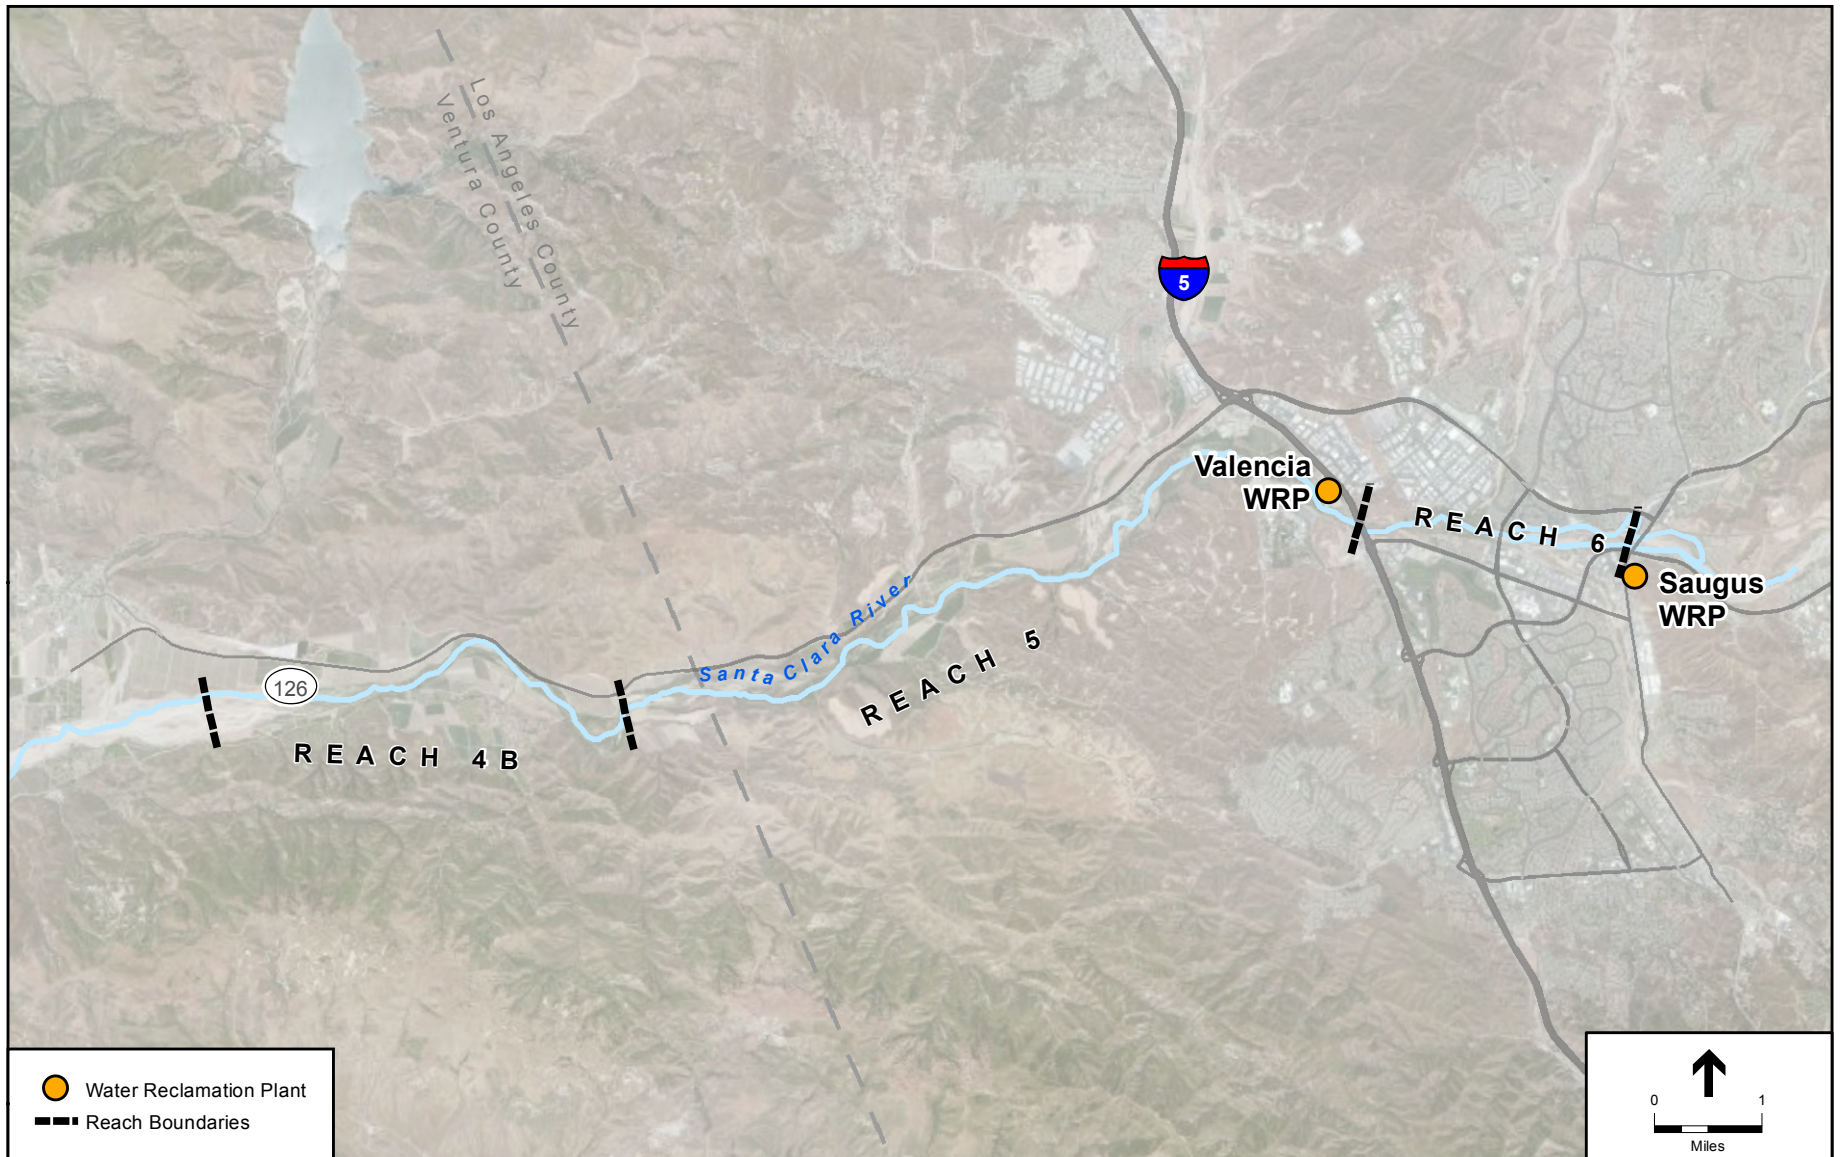 Los Angeles County
Ventura County
5
Valencia
WRP
REACH 6
Saugus
WRP
Santa Clara River
REACH 5
126
REACH 4B
Water Reclamation Plant
Reach Boundaries
0 1
Miles